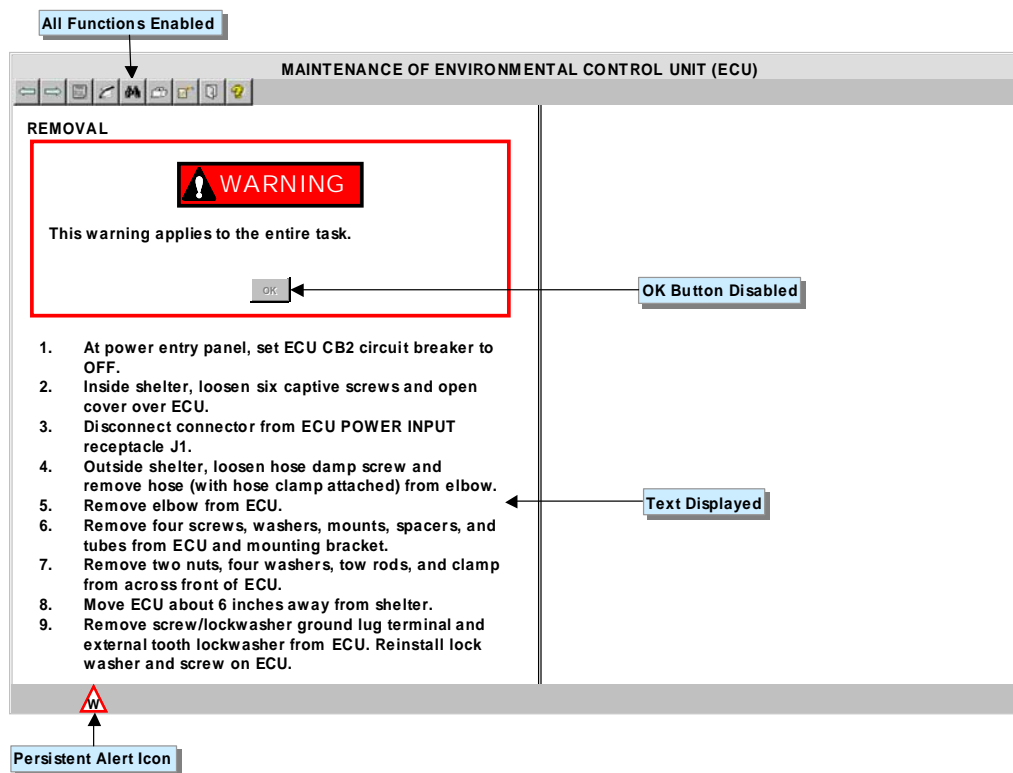 All Functions Enabled
MAINTENANCE OF ENVIRONMENTAL CONTROL UNIT (ECU)
REMOVAL
WARNING
This warning applies to the entire task.
OK
OK Button Disabled
1. At power entry panel, set ECU CB2 circuit breaker to
OFF.
2. Inside shelter, loosen six captive screws and open
cover over ECU.
3. Disconnect connector from ECU POWER INPUT
receptacle J1.
4. Outside shelter, loosen hose damp screw and
remove hose (with hose clamp attached) from elbow.
5. Remove elbow from ECU.
Text Displayed
6. Remove four screws, washers, mounts, spacers, and
tubes from ECU and mounting bracket.
7. Remove two nuts, four washers, tow rods, and clamp
from across front of ECU.
8. Move ECU about 6 inches away from shelter.
9. Remove screw/lockwasher ground lug terminal and
external tooth lockwasher from ECU. Reinstall lock
washer and screw on ECU.
W
Persistent Alert Icon